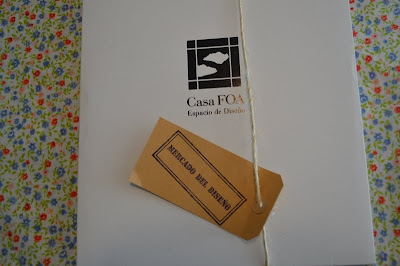 Casa FOA
Espacio de Diseño
MERCADO DEL DISEÑO